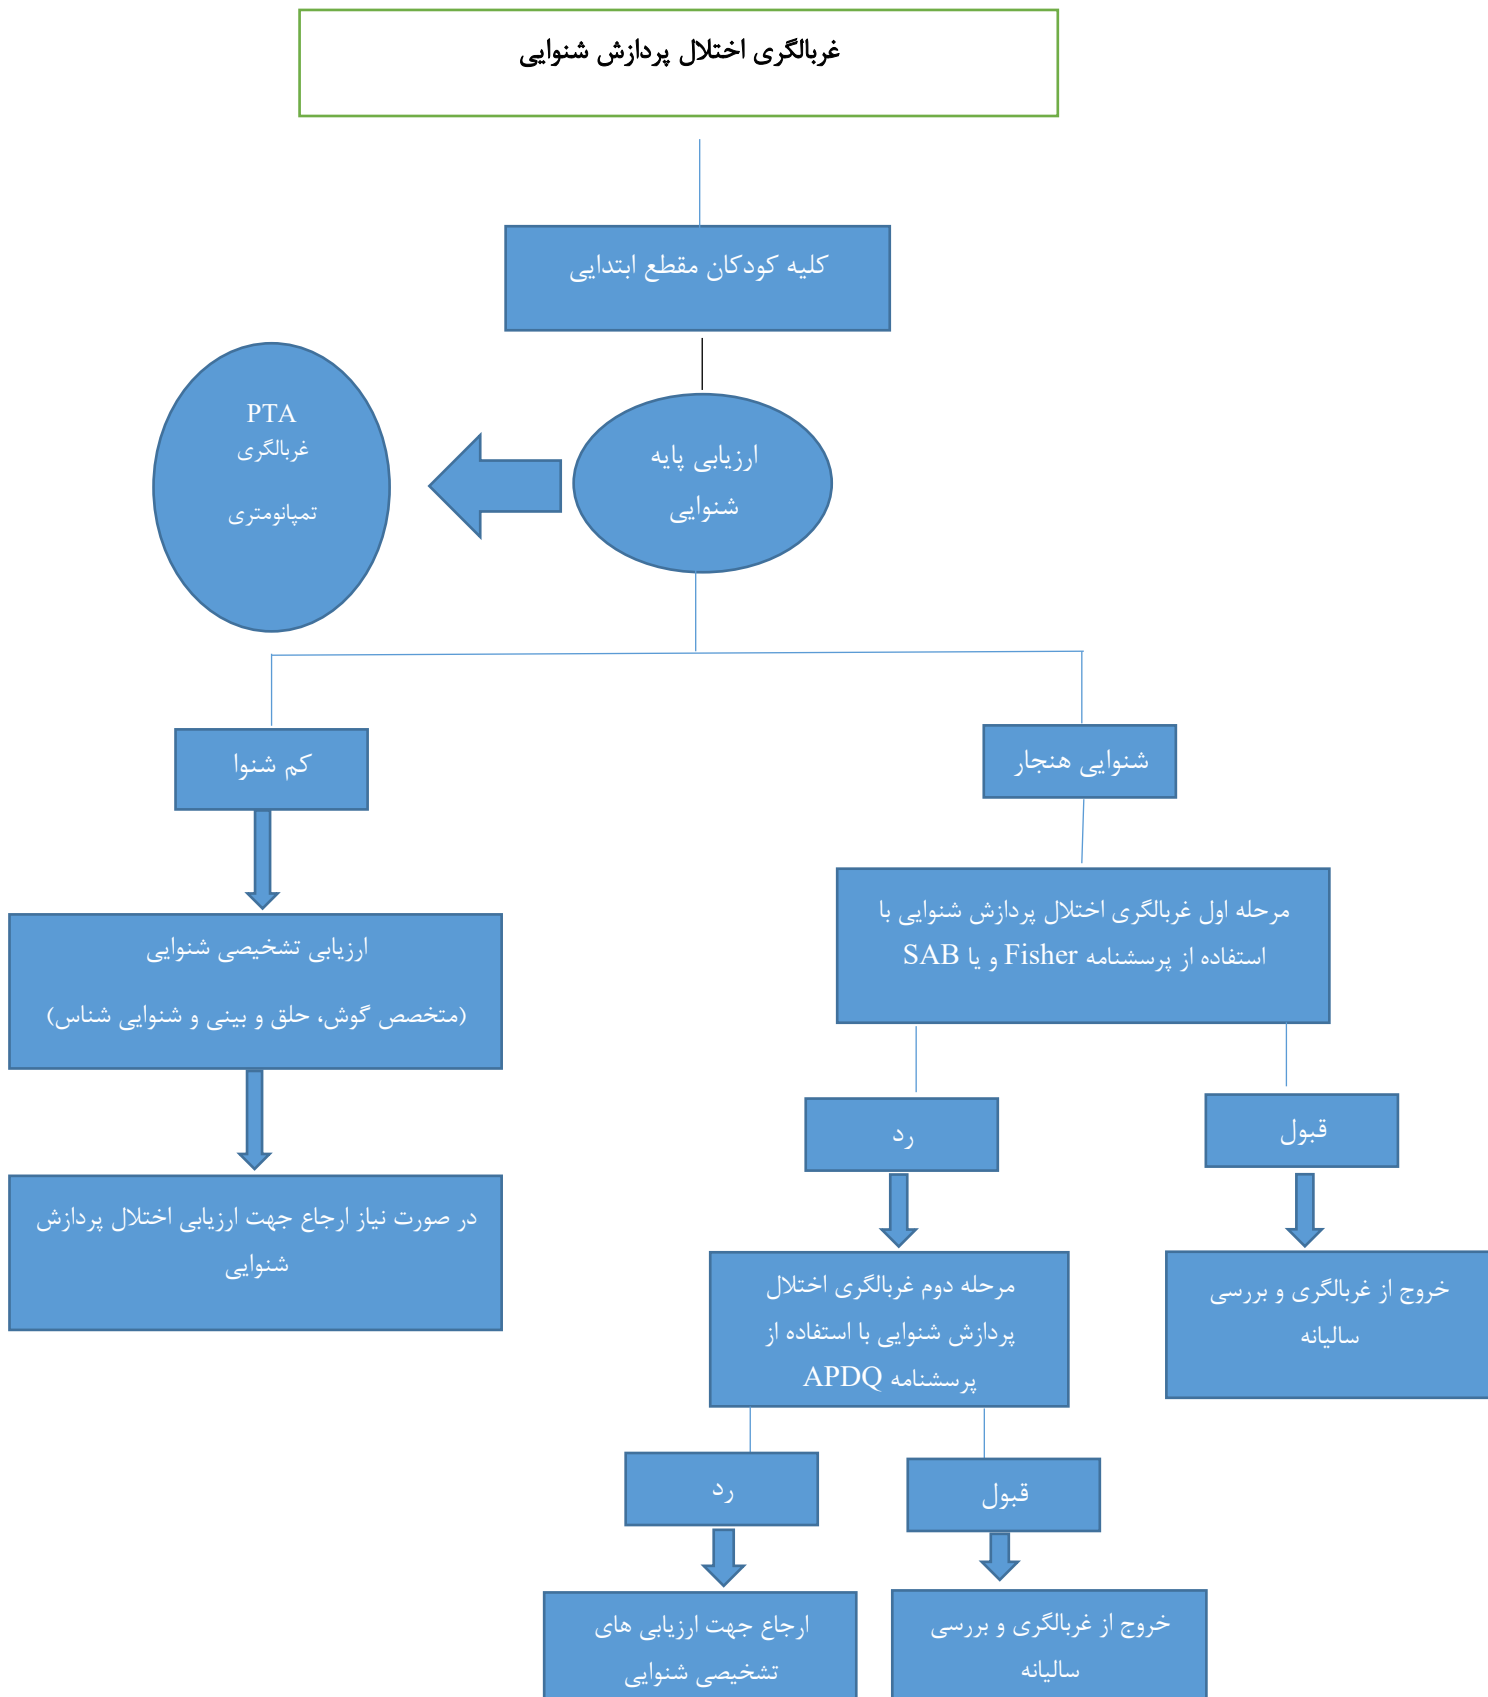 غربالگری اختلال پردازش شنوایی
کلیه کودکان مقطع ابتدایی
ارزیابی پایه
شنوایی
PTA
غربالگری
تمپانومتری
شنوایی هنجار
کم شنوا
مرحله اول غربالگری اختلال پردازش شنوایی با
استفاده از پرسشنامه Fisher و یا SAB
ارزیابی تشخیصی شنوایی
(متخصص گوش، حلق و بینی و شنوایی شناس)
قبول
رد
در صورت نیاز ارجاع جهت ارزیابی اختلال پردازش
شنوایی
خروج از غربالگری و بررسی
سالیانه
مرحله دوم غربالگری اختلال
پردازش شنوایی با استفاده از
پرسشنامه APDQ
قبول
رد
خروج از غربالگری و بررسی
سالیانه
ارجاع جهت ارزیابی های
تشخیصی شنوایی